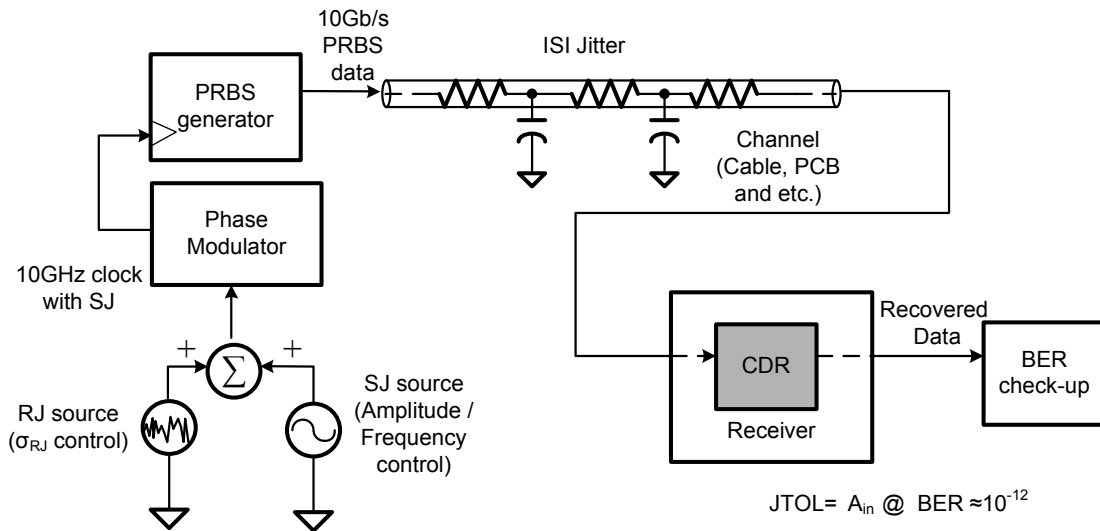 10Gb/s
PRBS
data
ISI Jitter
PRBS
generator
Channel
(Cable, PCB
and etc.)
Phase
Modulator
10GHz clock
with SJ
+
+
Σ
RJ source
(σRJ control)
SJ source
(Amplitude /
Frequency
control)
CDR
Receiver
Recovered
Data
BER
check-up
JTOL= Ain @ BER ≈10-12